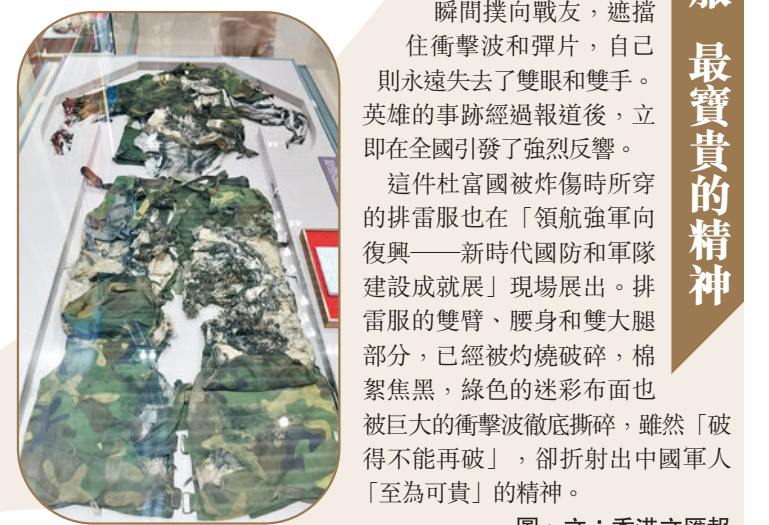 服 最寶貴的精神
瞬間撲向戰友，遮擋
住衝擊波和彈片，自己
則永遠失去了雙眼和雙手。
英雄的事跡經過報道後，立
即在全國引發了強烈反響。
這件杜富國被炸傷時所穿
的排雷服也在「領航強軍向
復興——新時代國防和軍隊
建設成就展」現場展出。排
雷服的雙臂、腰身和雙大腿
部分，已經被灼燒破碎，棉
絮焦黑，綠色的迷彩布面也
被巨大的衝擊波徹底撕碎，雖然「破
得不能再破」，卻折射出中國軍人
「至為可貴」的精神。
圖、文：香港文匯報